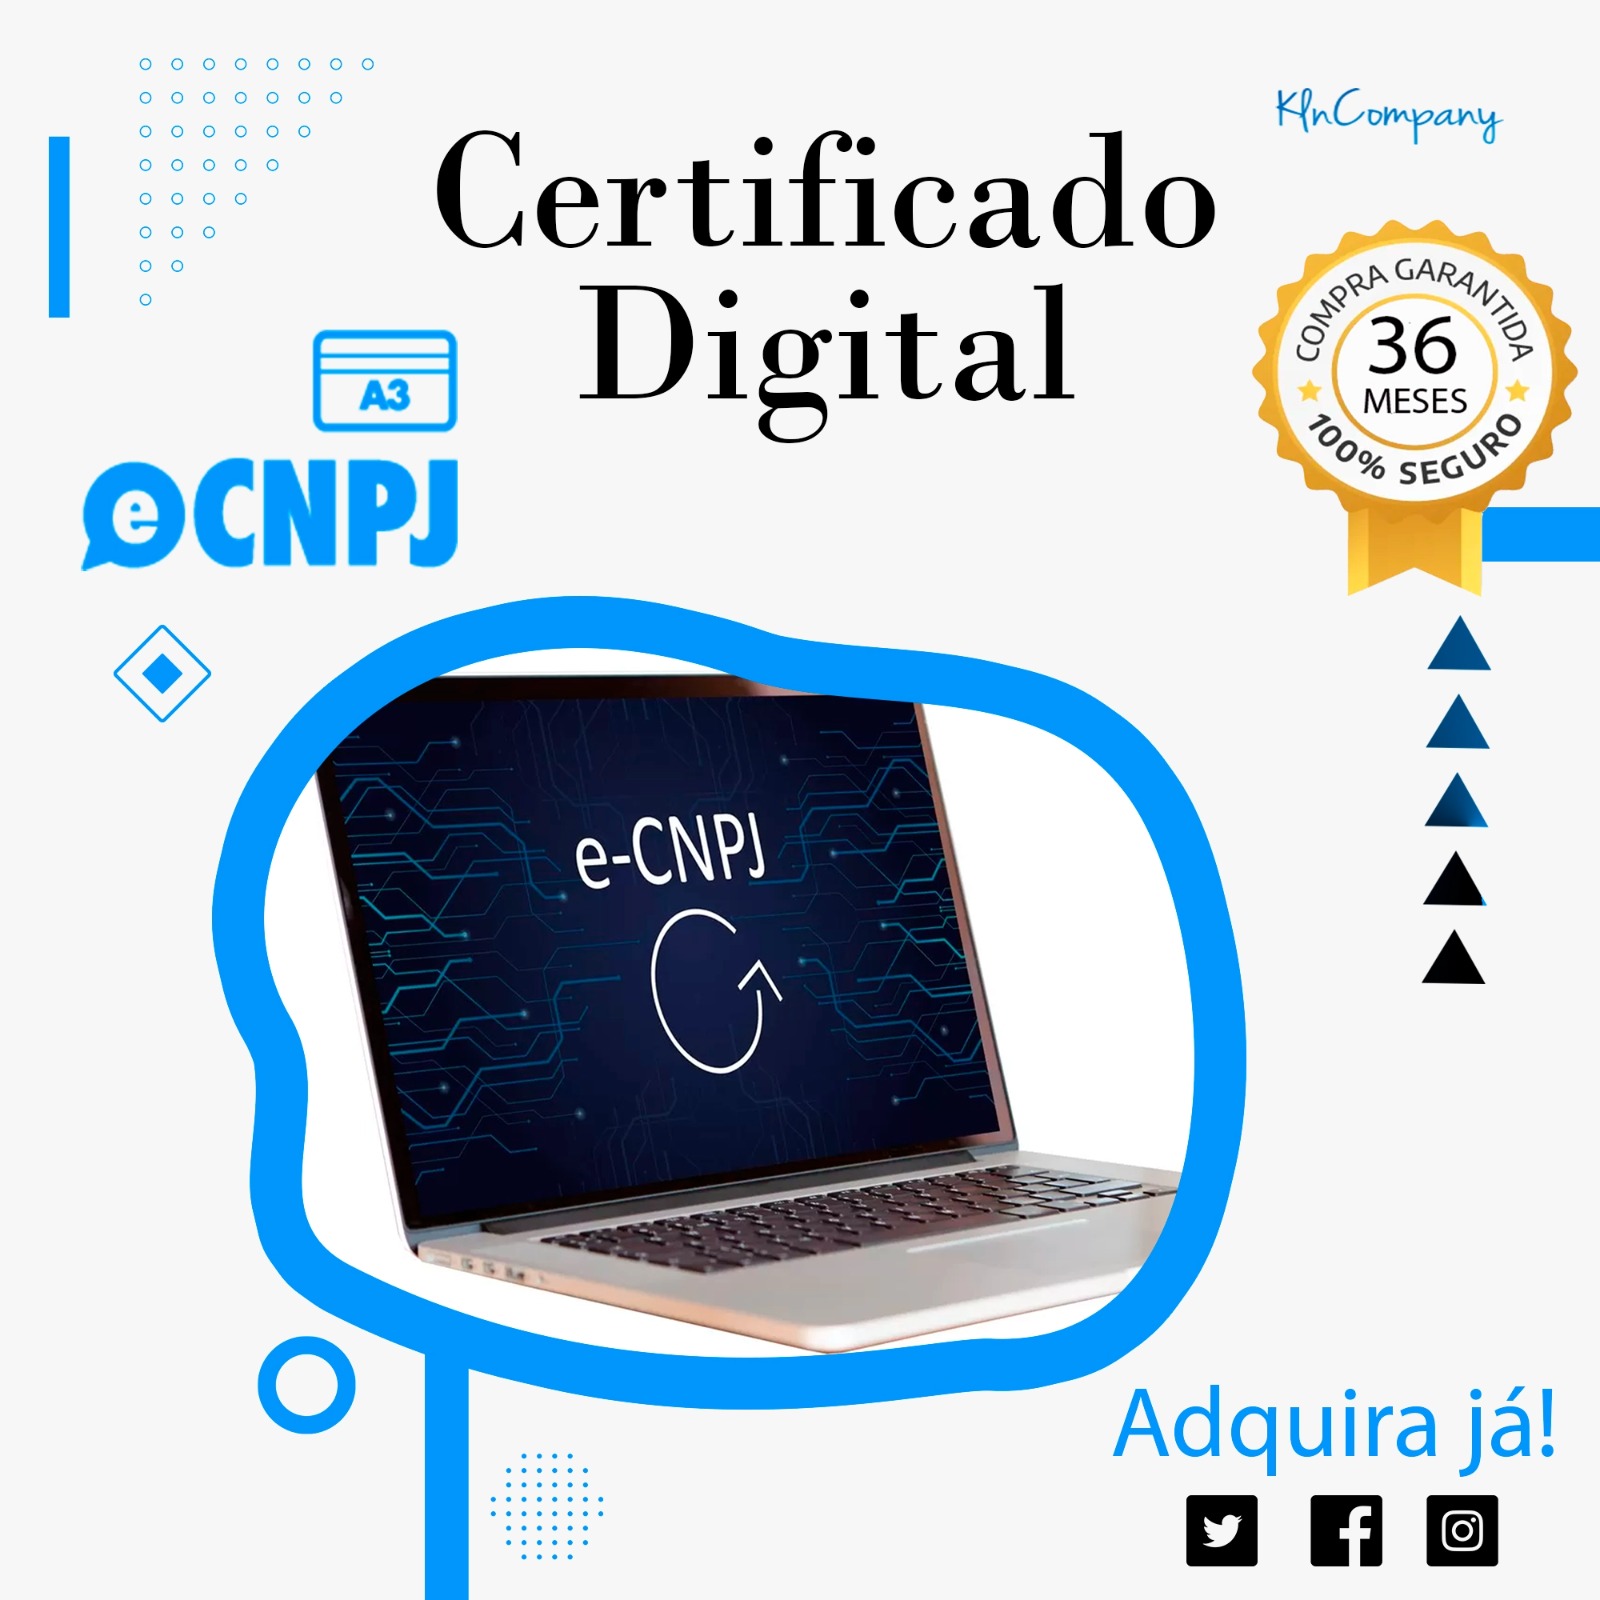 KlnCompany
Certificado
Digital
COMPRA GARANTIDA
36
MESES
100% SEGURO
A3
eCNPJ
e-CNPJ
Adquira já!